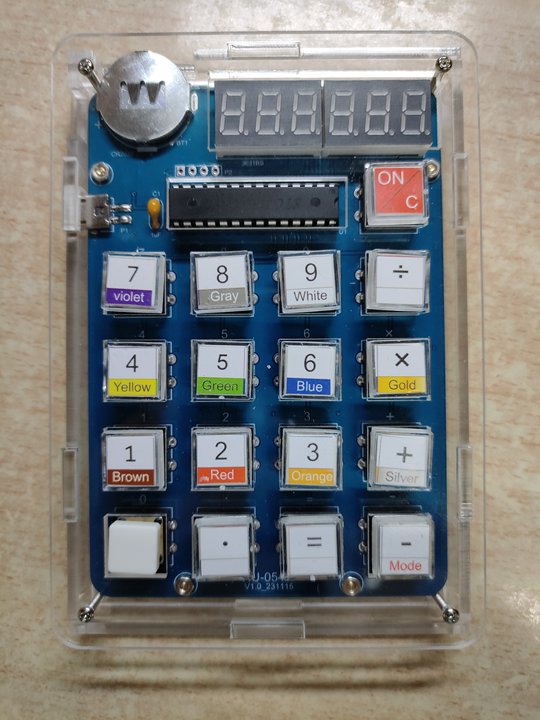 ON
C
7
violet
8
Gray
9
White
÷
4
5
6
×
4
Yellow
5
Green
6
Blue
×
Gold
1
2
3
+
1
Brown
2
Red
3
Orange
+
Silver
0
.
=
-
Mode
V1.0_231115